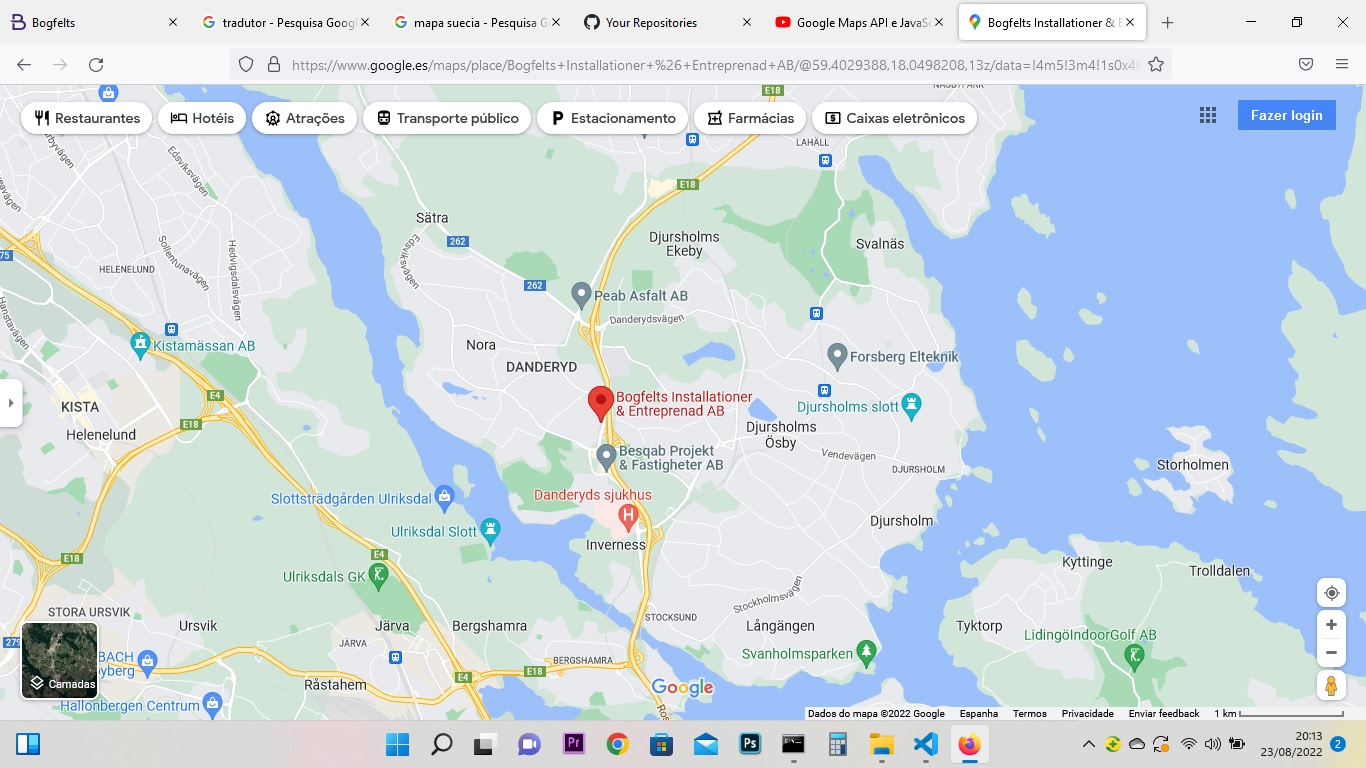 Bogfelts
tradutor - Pesquisa Goog
mapa suecia - Pesquisa G
Your Repositories
Google Maps API e JavaSc
Bogfelts Installationer & E
https://www.google.es/maps/place/Bogfelts+Installationer+%26+Entreprenad+AB/@59.4029388,18.0498208,13z/data=!4m5!3m4!1s0x46
Restaurantes
Hotéis
Atrações
Transporte público
Estacionamento
Farmácias
Caixas eletrônicos
Fazer login
E18
LAHÄLL
Edsviksvägen
E18
Sätra
262
Djursholms
Ekeby
Svalnäs
Sollentunavägen
Hedvigsdalsvägen
Edsviksvägen
75
HELENELUND
262
Peab Asfalt AB
Danderydsvägen
Hanstavägen
Kistamässan AB
Nora
DANDERYD
Forsberg Elteknik
E4
Bogfelts Installationer
& Entreprenad AB
Djursholms slott
KISTA
Helenelund
E18
Djursholms
Ösby
Vendevägen
DJURSHOLM
Besqab Projekt
& Fastigheter AB
Storholmen
Slottsträdgården Ulriksdal
Danderyds sjukhus
H
Ulriksdal Slott
Djursholm
Inverness
E18
E4
Kyttinge
Trolldalen
Ulriksdals GK
Stockholmsvägen
STORA URSVIK
STOCKSUND
Ursvik
Järva
Bergshamra
Långängen
Tyktorp
LidingöIndoorGolf AB
279
JÄRVA
BACH
Svanholmsparken
BERGSHAMRA
E18
E4
Råstahem
Camadas
Google
Hallonbergen Centrum
Dados do mapa ©2022 Google
Espanha
Termos
Privacidade
Enviar feedback
1 km
Pr
Ps
20:13
23/08/2022
2